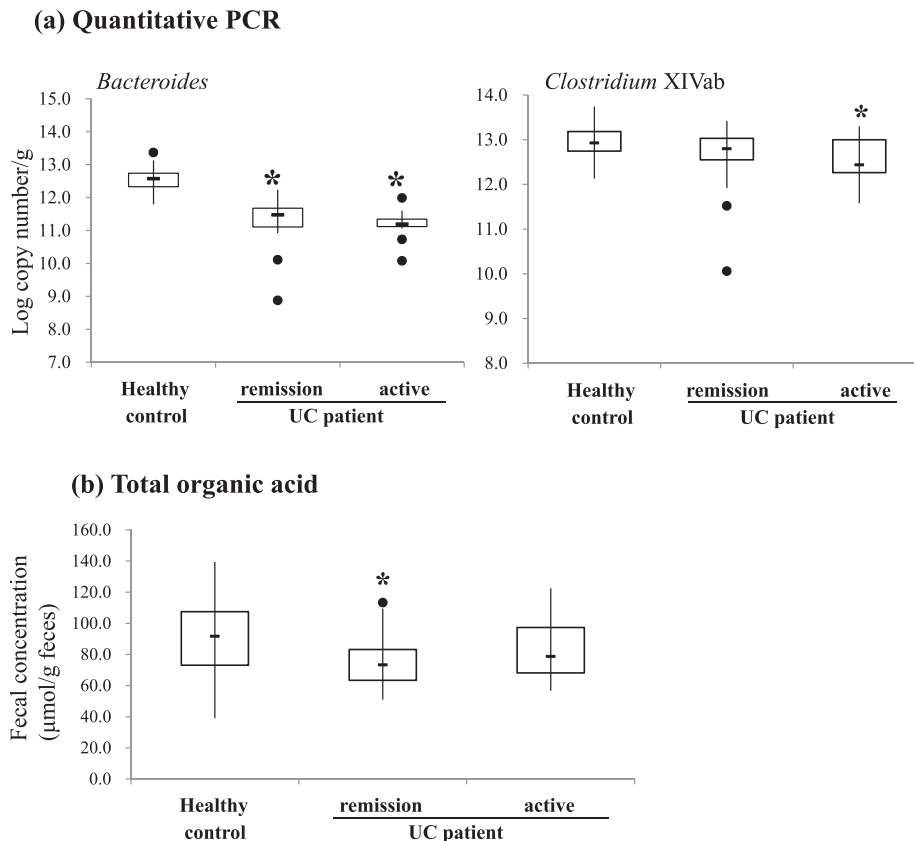 (a) Quantitative PCR
Bacteroides
15.0
14.0
13.0
12.0
11.0
10.0
9.0
8.0
7.0
Log copy number/g
*
*
Healthy
control
remission
active
UC patient
Clostridium XIVab
14.0
13.0
12.0
11.0
10.0
9.0
8.0
*
Healthy
control
remission
active
UC patient
(b) Total organic acid
160.0
140.0
120.0
100.0
80.0
60.0
40.0
20.0
0.0
Fecal concentration
(μmol/g feces)
*
Healthy
control
remission
active
UC patient